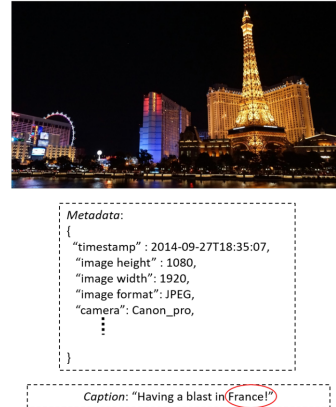 Metadata:
{
“timestamp” : 2014-09-27T18:35:07,
“image height” : 1080,
“image width”: 1920,
“image format”: JPEG,
“camera”: Canon_pro,
}
Caption: “Having a blast in France!”